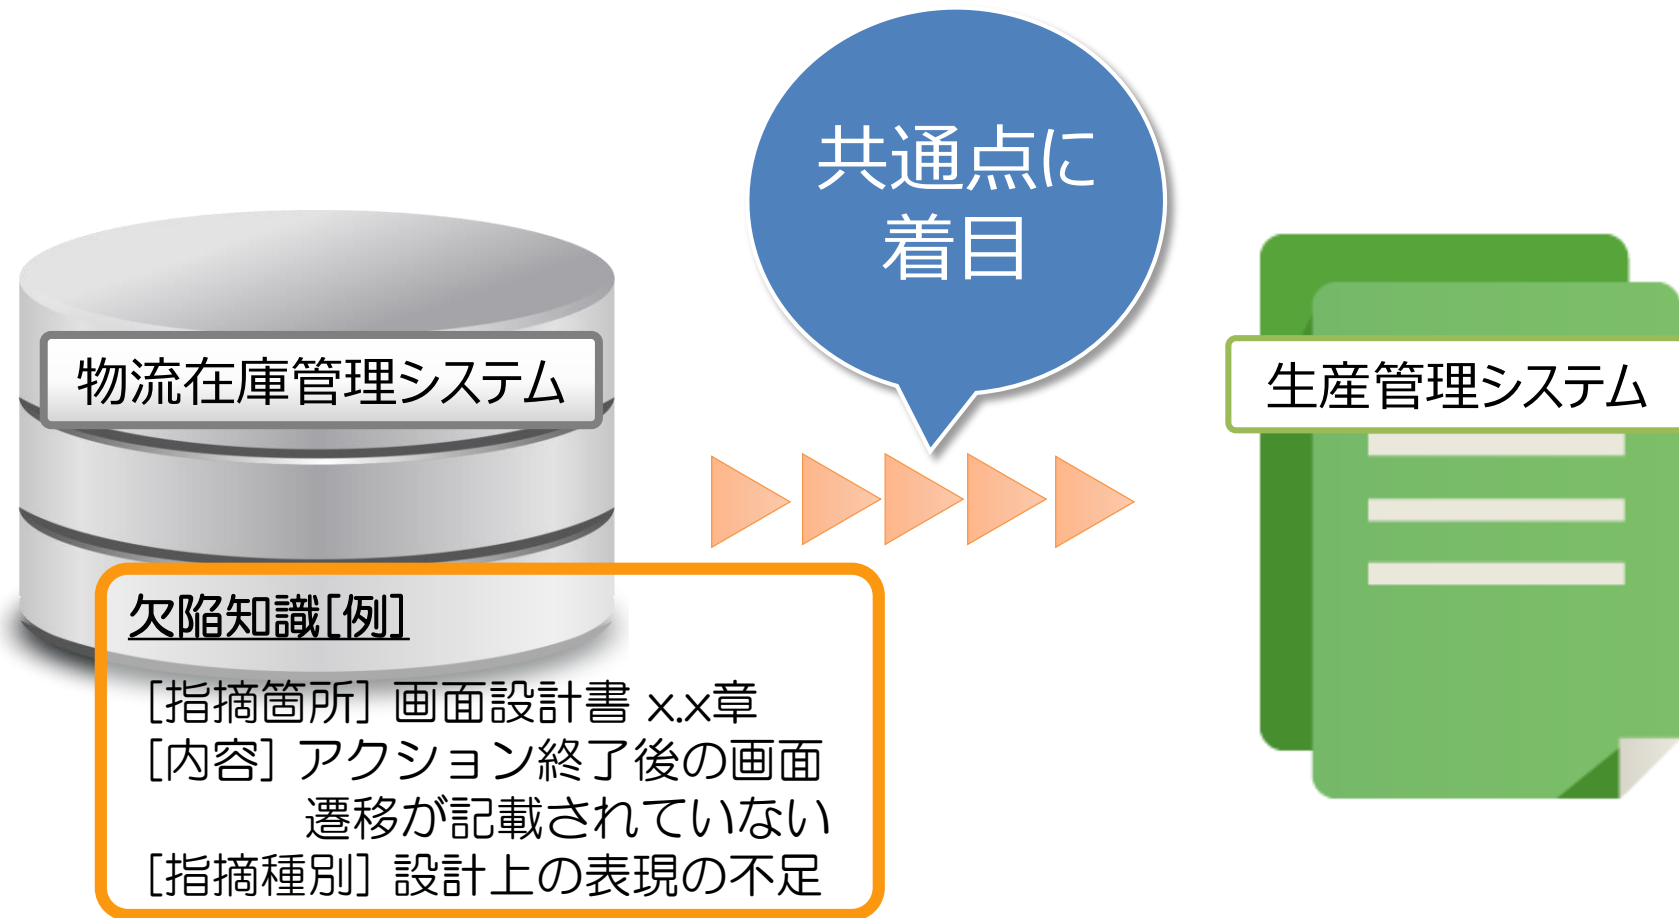 共通点に
着目
物流在庫管理システム
生産管理システム
欠陥知識[例]
[指摘箇所] 画面設計書 x.x章
[内容] アクション終了後の画面
遷移が記載されていない
[指摘種別] 設計上の表現の不足